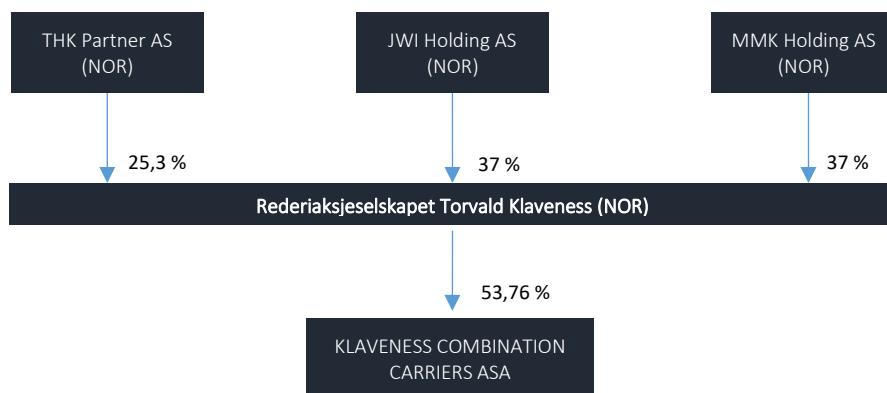 THK Partner AS
(NOR)
JWI Holding AS
(NOR)
MMK Holding AS
(NOR)
25,3 %
37 %
37 %
Rederiaksjeselskapet Torvald Klaveness (NOR)
53,76 %
KLAVENESS COMBINATION
CARRIERS ASA